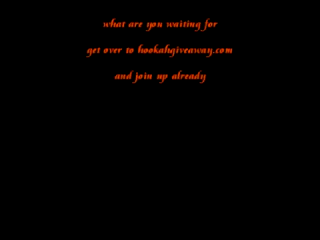 what are you waiting for
get over to hookahgiveaway.com
and join up already